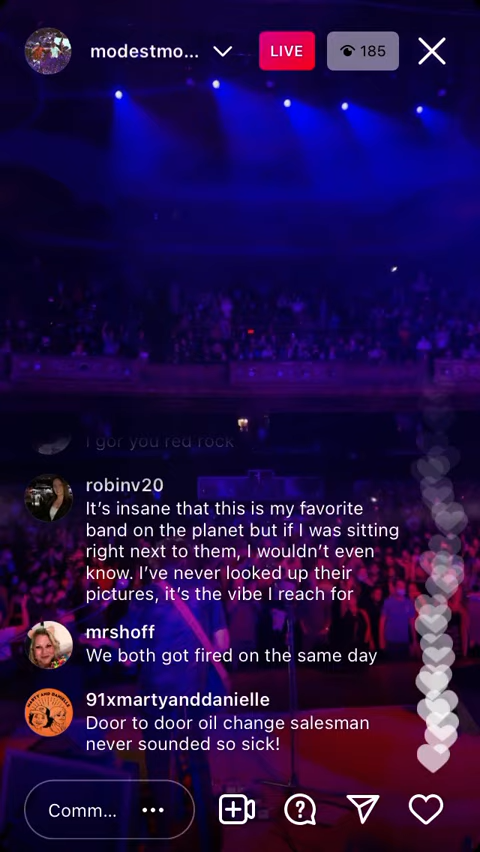 modestmo...
LIVE
185
I gor you red rock
robinv20
It's insane that this is my favorite
band on the planet but if I was sitting
right next to them, I wouldn't even
know. I've never looked up their
pictures, it's the vibe I reach for
mrshoff
We both got fired on the same day
91xmartyanddanielle
Door to door oil change salesman
never sounded so sick!
Comm...